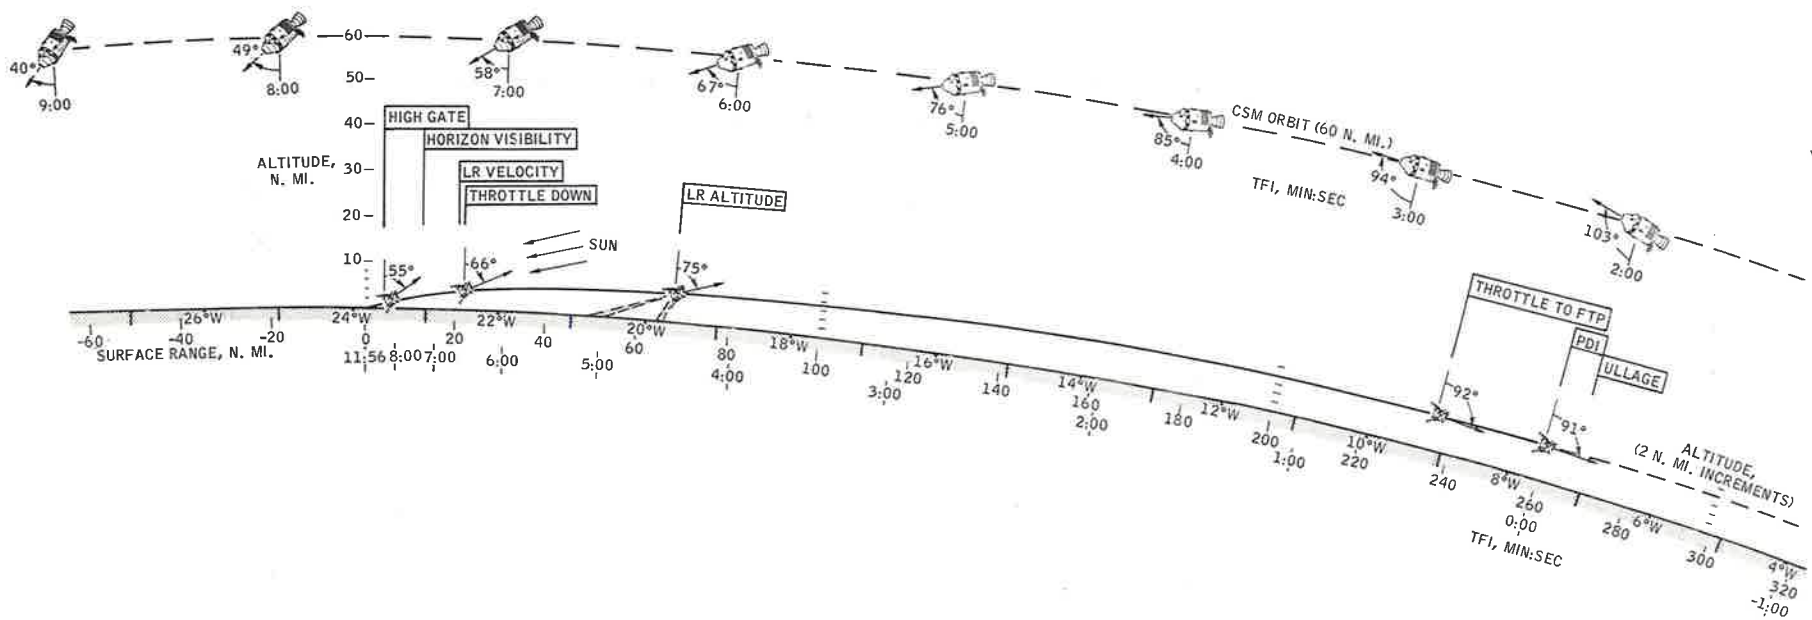 40°
9:00
49°
8:00
60
50
40
30
20
10
58°
7:00
67°
6:00
76°
5:00
85°
4:00
CSM ORBIT (60 N. MI.)
94°
3:00
TFI, MIN:SEC
103°
2:00
HIGH GATE
HORIZON VISIBILITY
ALTITUDE,
N. MI.
LR VELOCITY
THROTTLE DOWN
LR ALTITUDE
SUN
55°
66°
75°
THROTTLE TO FTP
PDI
ULLAGE
92°
91°
ALTITUDE,
(2 N. MI. INCREMENTS)
26°W
24°W
22°W
20°W
18°W
16°W
14°W
12°W
10°W
8°W
6°W
4°W
-60
-40
-20
0
20
40
60
80
100
120
140
160
180
200
220
240
260
280
300
320
SURFACE RANGE, N. MI.
11:56
8:00
7:00
6:00
5:00
4:00
3:00
2:00
1:00
0:00
-1:00
TFI, MIN:SEC